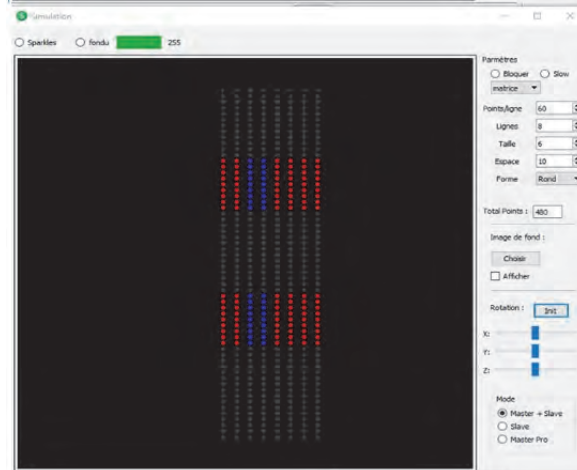 Simulation
Sparkles fondu 255
Paramètres
Bloquer Slow
matrice
Points/ligne 60
Lignes 8
Taille 6
Espace 10
Forme Rond
Total Points : 480
Image de fond :
Choisir
Afficher
Rotation : Init
X:
Y:
Z:
Mode
Master + Slave
Slave
Master Pro